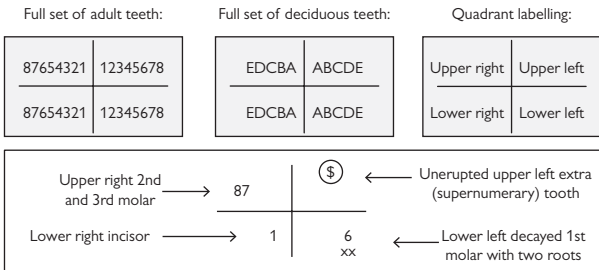 Full set of adult teeth:
Full set of deciduous teeth:
Quadrant labelling:
87654321 12345678
87654321 12345678
EDCBA ABCDE
EDCBA ABCDE
Upper right Upper left
Lower right Lower left
Upper right 2nd
and 3rd molar
87
$
Unerupted upper left extra
(supernumerary) tooth
Lower right incisor
1
6
xx
Lower left decayed 1st
molar with two roots